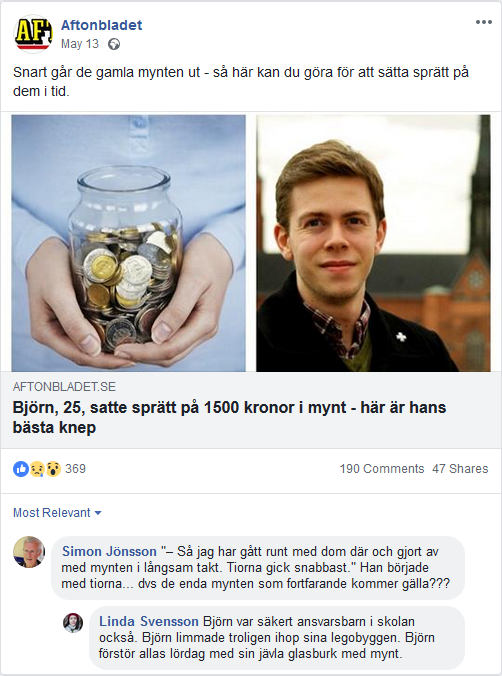 AF
Aftonbladet
May 13
Snart går de gamla mynten ut - så här kan du göra för att sätta sprätt på
dem i tid.
AFTONBLADET.SE
Björn, 25, satte sprätt på 1500 kronor i mynt - här är hans
bästa knep
369
190 Comments 47 Shares
Most Relevant
Simon Jönsson "– Så jag har gått runt med dom där och gjort av
med mynten i långsam takt. Tiorna gick snabbast." Han började
med tiorna... dvs de enda mynten som fortfarande kommer gälla???
Linda Svensson Björn var säkert ansvarsbarn i skolan
också. Björn limmade troligen ihop sina legobyggen. Björn
förstör allas lördag med sin jävla glasburk med mynt.